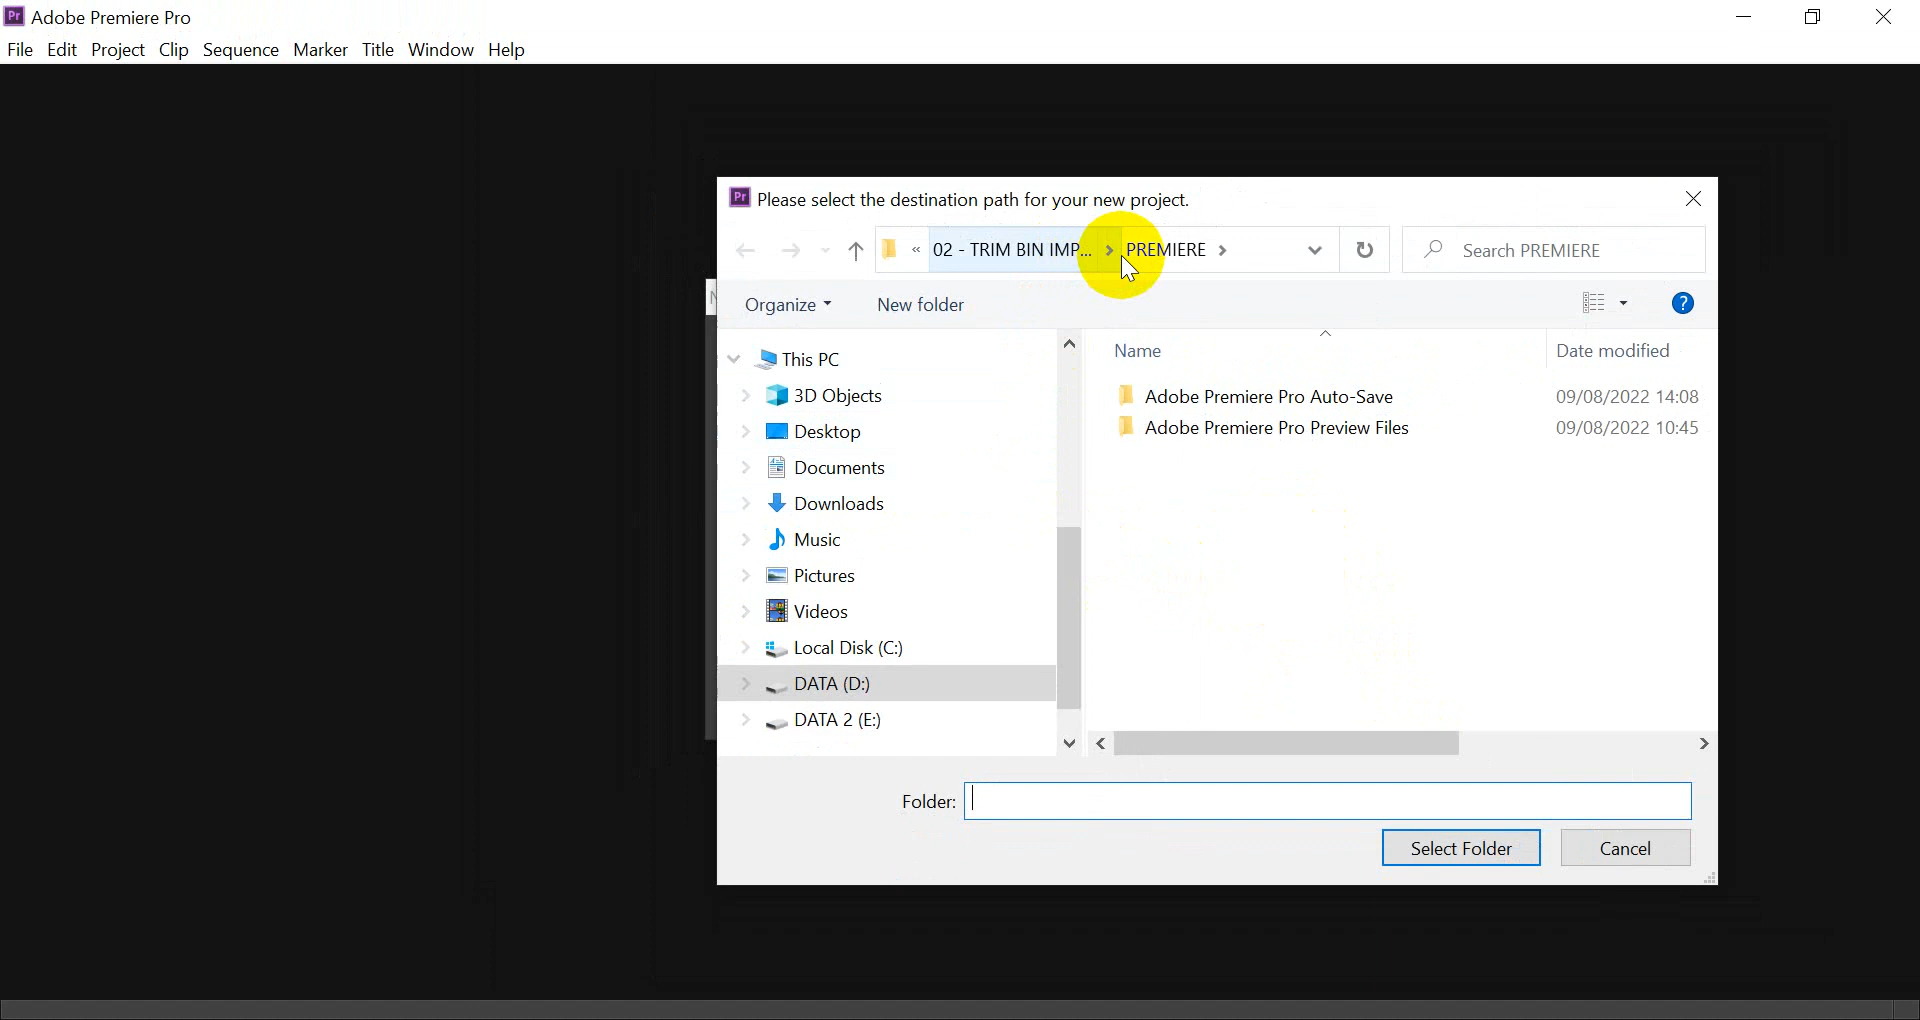 Pr Adobe Premiere Pro
File Edit Project Clip Sequence Marker Title Window Help
Pr Please select the destination path for your new project.
« 02 - TRIM BIN IMP... > PREMIERE >
Search PREMIERE
Organize
New folder
?
This PC
3D Objects
Desktop
Documents
Downloads
Music
Pictures
Videos
Local Disk (C:)
DATA (D:)
DATA 2 (E:)
Name Date modified
Adobe Premiere Pro Auto-Save 09/08/2022 14:08
Adobe Premiere Pro Preview Files 09/08/2022 10:45
Folder:
Select Folder Cancel